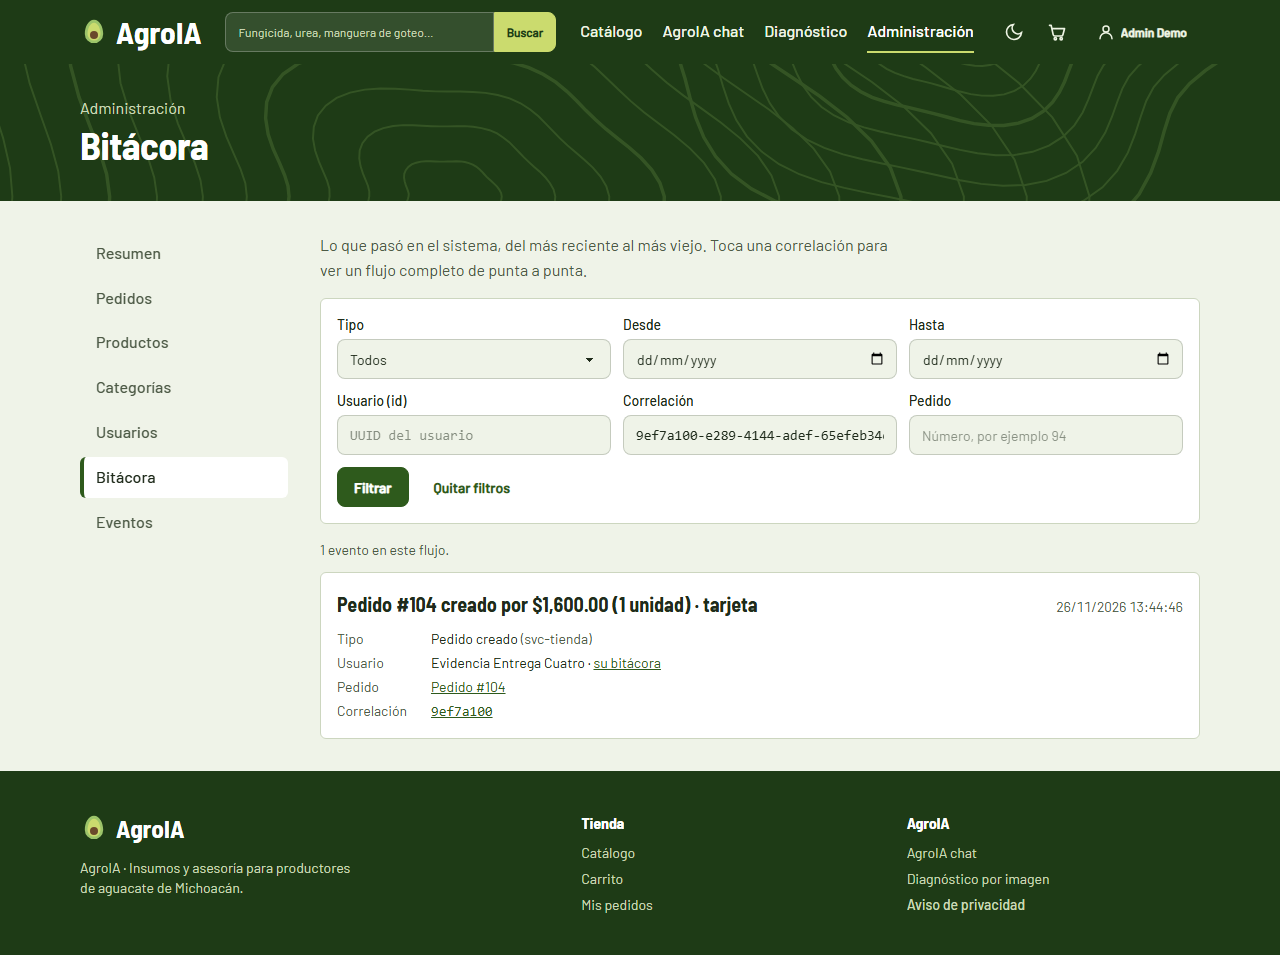 AgroIA
Fungicida, urea, manguera de goteo...
Buscar
Catálogo
AgroIA chat
Diagnóstico
Administración
Admin Demo
Administración
Bitácora
Resumen
Pedidos
Productos
Categorías
Usuarios
Bitácora
Eventos
Lo que pasó en el sistema, del más reciente al más viejo. Toca una correlación para
ver un flujo completo de punta a punta.
Tipo
Desde
Hasta
Todos
dd/mm/yyyy
dd/mm/yyyy
Usuario (id)
Correlación
Pedido
UUID del usuario
9ef7a100-e289-4144-adef-65efeb34
Número, por ejemplo 94
Filtrar
Quitar filtros
1 evento en este flujo.
Pedido #104 creado por $1,600.00 (1 unidad) · tarjeta
26/11/2026 13:44:46
Tipo
Pedido creado (svc-tienda)
Usuario
Evidencia Entrega Cuatro · su bitácora
Pedido
Pedido #104
Correlación
9ef7a100
AgroIA
AgroIA · Insumos y asesoría para productores
de aguacate de Michoacán.
Tienda
Catálogo
Carrito
Mis pedidos
AgroIA
AgroIA chat
Diagnóstico por imagen
Aviso de privacidad